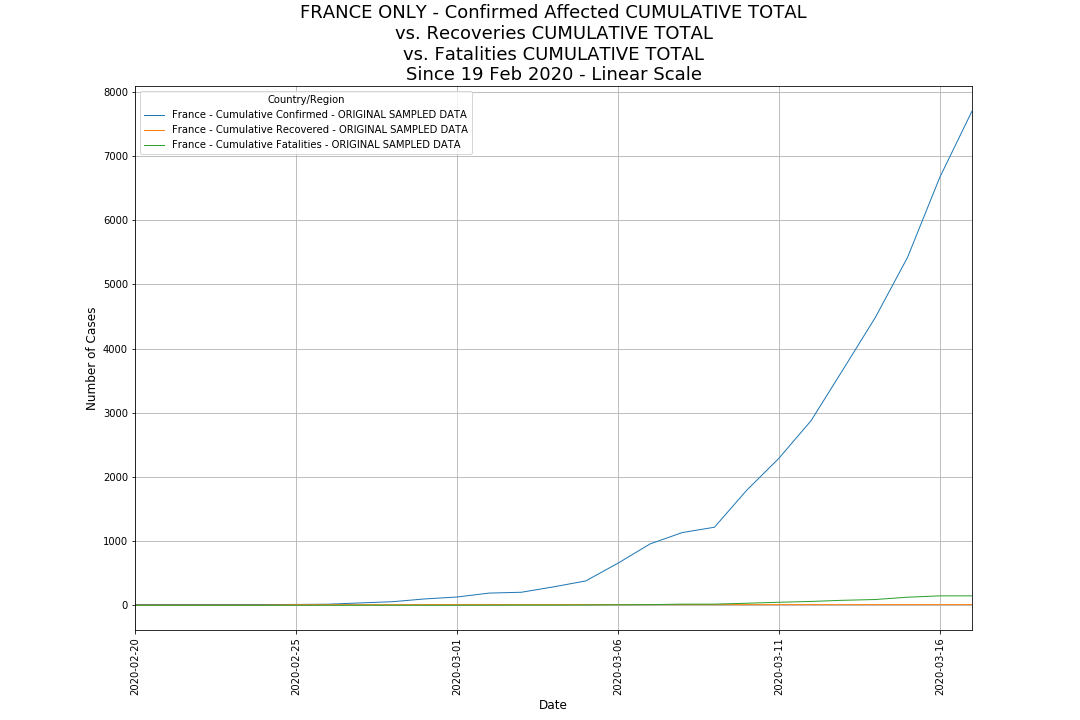 FRANCE ONLY - Confirmed Affected CUMULATIVE TOTAL
vs. Recoveries CUMULATIVE TOTAL
vs. Fatalities CUMULATIVE TOTAL
Since 19 Feb 2020 - Linear Scale
Country/Region
France - Cumulative Confirmed - ORIGINAL SAMPLED DATA
France - Cumulative Recovered - ORIGINAL SAMPLED DATA
France - Cumulative Fatalities - ORIGINAL SAMPLED DATA
Number of Cases
8000
7000
6000
5000
4000
3000
2000
1000
0
2020-02-20
2020-02-25
2020-03-01
2020-03-06
2020-03-11
2020-03-16
Date